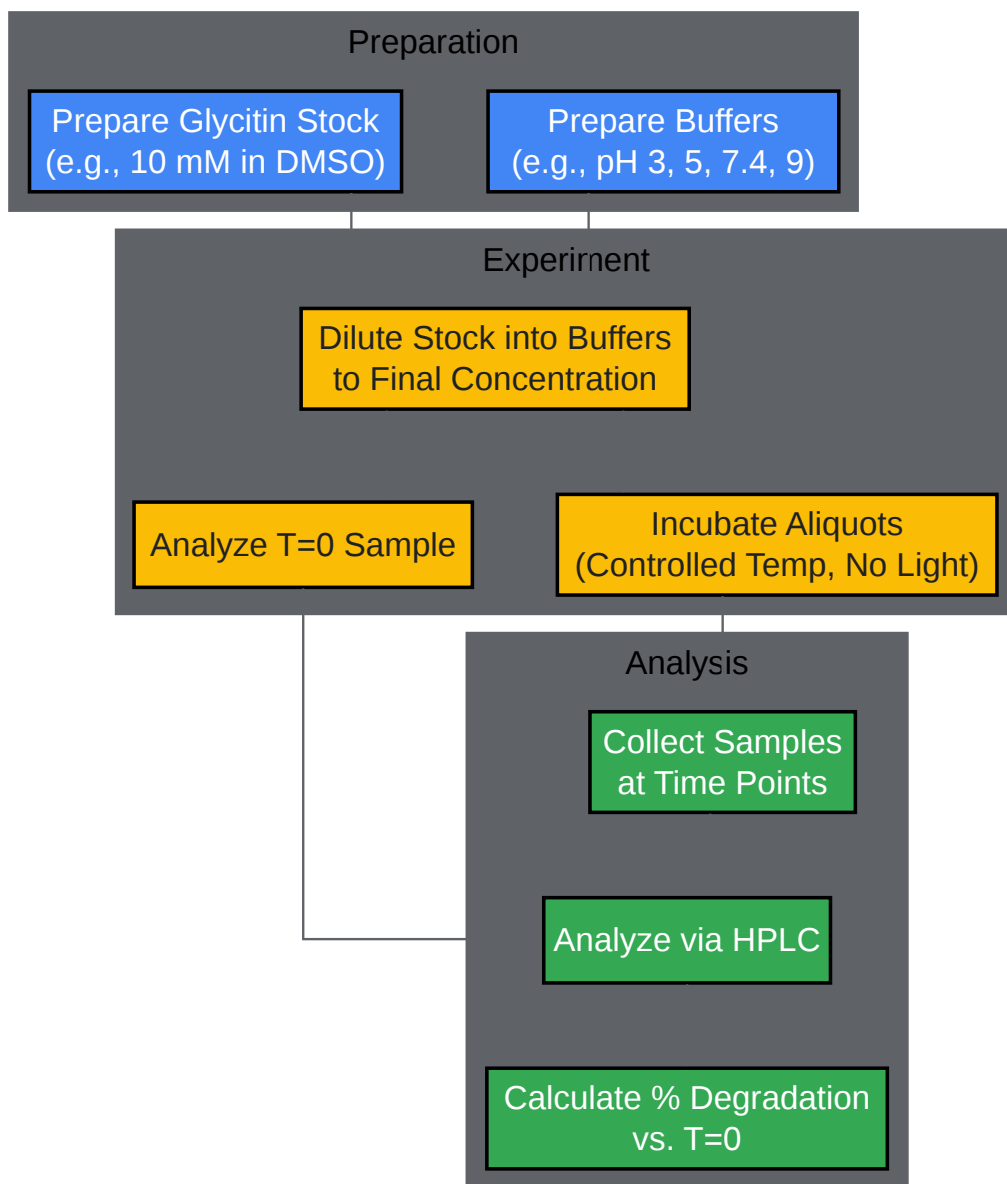 Preparation
Prepare Glycitin Stock
(e.g., 10 mM in DMSO)
Prepare Buffers
(e.g., pH 3, 5, 7.4, 9)
Experiment
Dilute Stock into Buffers
to Final Concentration
Analyze T=0 Sample
Incubate Aliquots
(Controlled Temp, No Light)
Analysis
Collect Samples
at Time Points
Analyze via HPLC
Calculate % Degradation
vs. T=0